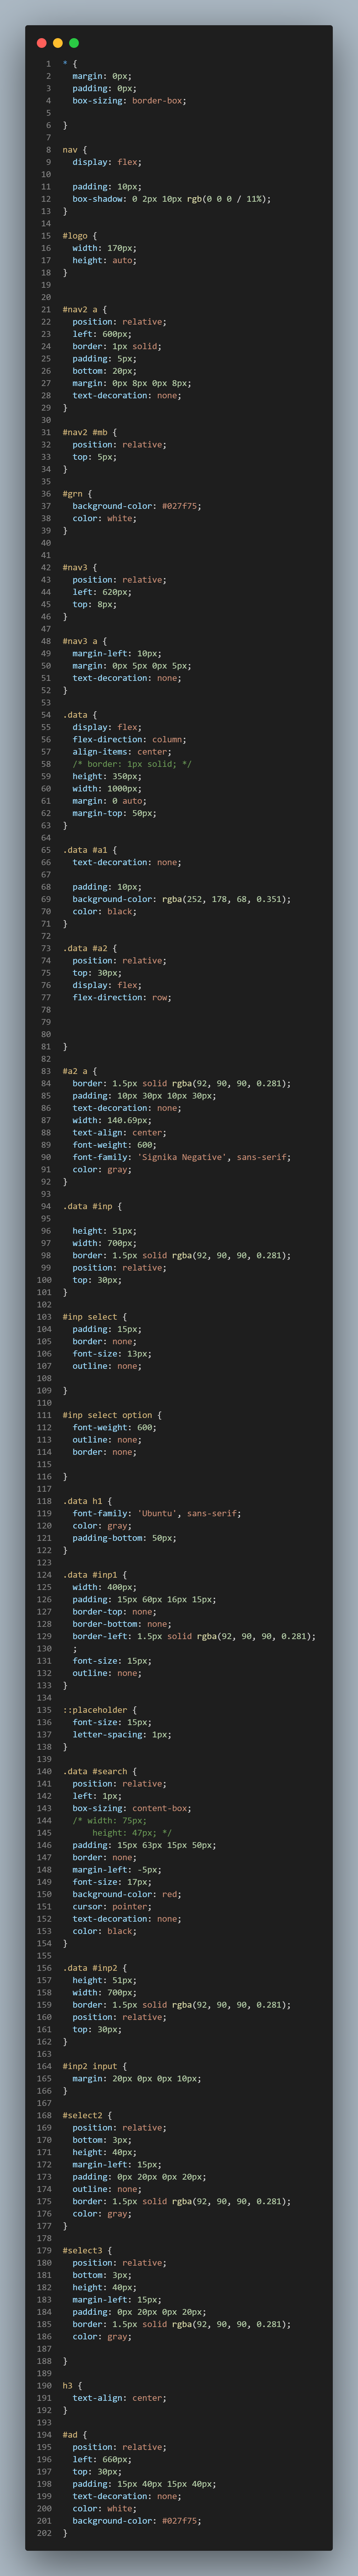 1 * {
2   margin: 0px;
3   padding: 0px;
4   box-sizing: border-box;
5
6 }
7
8 nav {
9   display: flex;
10
11   padding: 10px;
12   box-shadow: 0 2px 10px rgb(0 0 0 / 11%);
13 }
14
15 #logo {
16   width: 170px;
17   height: auto;
18 }
19
20
21 #nav2 a {
22   position: relative;
23   left: 600px;
24   border: 1px solid;
25   padding: 5px;
26   bottom: 20px;
27   margin: 0px 8px 0px 8px;
28   text-decoration: none;
29 }
30
31 #nav2 #mb {
32   position: relative;
33   top: 5px;
34 }
35
36 #grn {
37   background-color: #027f75;
38   color: white;
39 }
40
41
42 #nav3 {
43   position: relative;
44   left: 620px;
45   top: 8px;
46 }
47
48 #nav3 a {
49   margin-left: 10px;
50   margin: 0px 5px 0px 5px;
51   text-decoration: none;
52 }
53
54 .data {
55   display: flex;
56   flex-direction: column;
57   align-items: center;
58   /* border: 1px solid; */
59   height: 350px;
60   width: 1000px;
61   margin: 0 auto;
62   margin-top: 50px;
63 }
64
65 .data #a1 {
66   text-decoration: none;
67
68   padding: 10px;
69   background-color: rgba(252, 178, 68, 0.351);
70   color: black;
71 }
72
73 .data #a2 {
74   position: relative;
75   top: 30px;
76   display: flex;
77   flex-direction: row;
78
79
80
81 }
82
83 #a2 a {
84   border: 1.5px solid rgba(92, 90, 90, 0.281);
85   padding: 10px 30px 10px 30px;
86   text-decoration: none;
87   width: 140.69px;
88   text-align: center;
89   font-weight: 600;
90   font-family: 'Signika Negative', sans-serif;
91   color: gray;
92 }
93
94 .data #inp {
95
96   height: 51px;
97   width: 700px;
98   border: 1.5px solid rgba(92, 90, 90, 0.281);
99   position: relative;
100   top: 30px;
101 }
102
103 #inp select {
104   padding: 15px;
105   border: none;
106   font-size: 13px;
107   outline: none;
108
109 }
110
111 #inp select option {
112   font-weight: 600;
113   outline: none;
114   border: none;
115
116 }
117
118 .data h1 {
119   font-family: 'Ubuntu', sans-serif;
120   color: gray;
121   padding-bottom: 50px;
122 }
123
124 .data #inp1 {
125   width: 400px;
126   padding: 15px 60px 16px 15px;
127   border-top: none;
128   border-bottom: none;
129   border-left: 1.5px solid rgba(92, 90, 90, 0.281);
130   ;
131   font-size: 15px;
132   outline: none;
133 }
134
135 ::placeholder {
136   font-size: 15px;
137   letter-spacing: 1px;
138 }
139
140 .data #search {
141   position: relative;
142   left: 1px;
143   box-sizing: content-box;
144   /* width: 75px;
145       height: 47px; */
146   padding: 15px 63px 15px 50px;
147   border: none;
148   margin-left: -5px;
149   font-size: 17px;
150   background-color: red;
151   cursor: pointer;
152   text-decoration: none;
153   color: black;
154 }
155
156 .data #inp2 {
157   height: 51px;
158   width: 700px;
159   border: 1.5px solid rgba(92, 90, 90, 0.281);
160   position: relative;
161   top: 30px;
162 }
163
164 #inp2 input {
165   margin: 20px 0px 0px 10px;
166 }
167
168 #select2 {
169   position: relative;
170   bottom: 3px;
171   height: 40px;
172   margin-left: 15px;
173   padding: 0px 20px 0px 20px;
174   outline: none;
175   border: 1.5px solid rgba(92, 90, 90, 0.281);
176   color: gray;
177 }
178
179 #select3 {
180   position: relative;
181   bottom: 3px;
182   height: 40px;
183   margin-left: 15px;
184   padding: 0px 20px 0px 20px;
185   border: 1.5px solid rgba(92, 90, 90, 0.281);
186   color: gray;
187
188 }
189
190 h3 {
191   text-align: center;
192 }
193
194 #ad {
195   position: relative;
196   left: 660px;
197   top: 30px;
198   padding: 15px 40px 15px 40px;
199   text-decoration: none;
200   color: white;
201   background-color: #027f75;
202 }